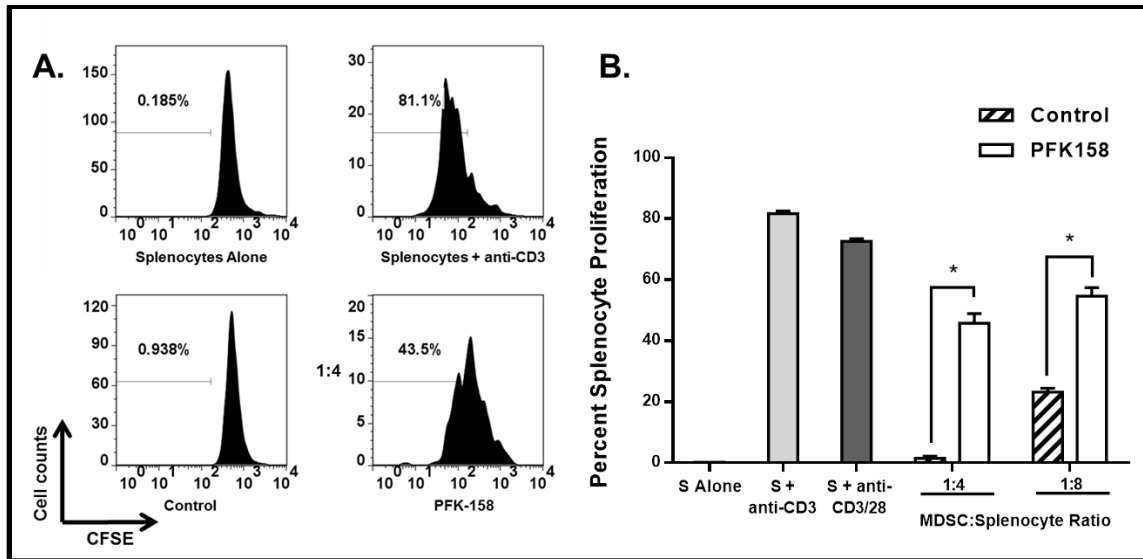 A.
150
100
50
0
0.185%
10^0 10^1 10^2 10^3 10^4
Splenocytes Alone
30
20
10
0
81.1%
10^0 10^1 10^2 10^3 10^4
Splenocytes + anti-CD3
120
90
60
30
0
0.938%
10^0 10^1 10^2 10^3 10^4
Control
1:4
20
15
10
5
0
43.5%
10^0 10^1 10^2 10^3 10^4
PFK-158
Cell counts
CFSE
B.
Control
PFK158
Percent Splenocyte Proliferation
100
80
60
40
20
0
*
*
S Alone
S +
anti-CD3
S + anti-
CD3/28
1:4
1:8
MDSC:Splenocyte Ratio